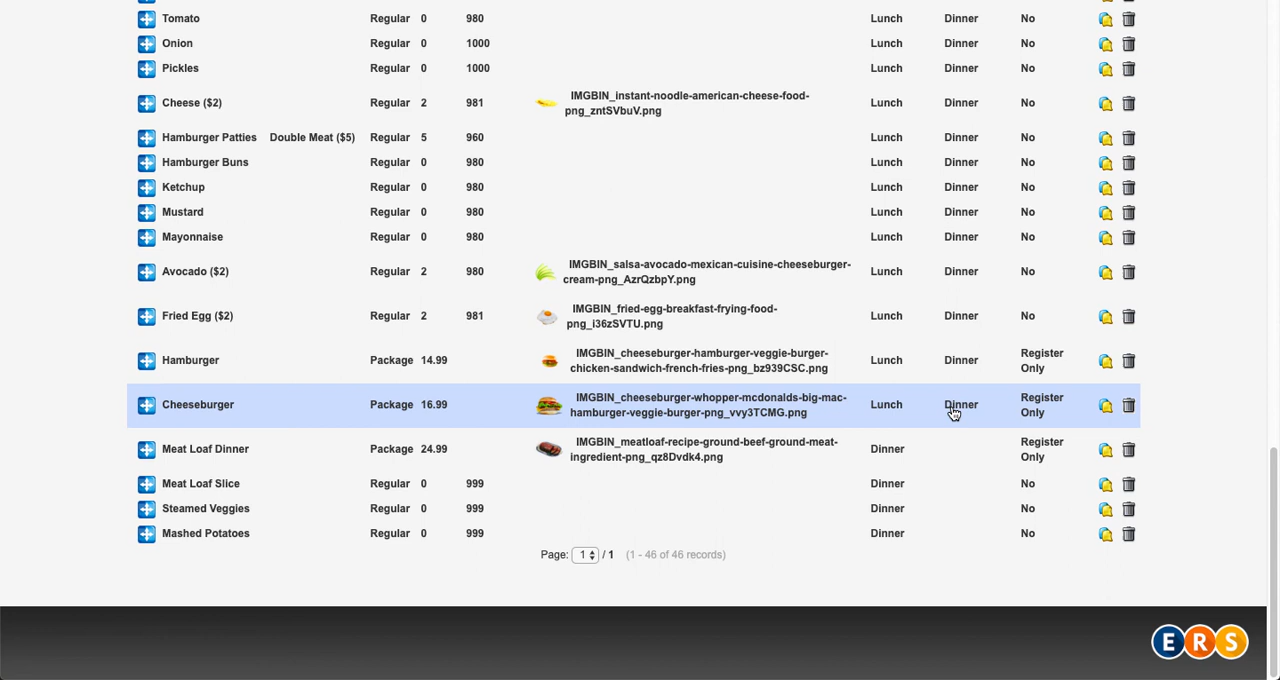 Tomato Regular 0 980 Lunch Dinner No
Onion Regular 0 1000 Lunch Dinner No
Pickles Regular 0 1000 Lunch Dinner No
Cheese ($2) Regular 2 981 IMGBIN_instant-noodle-american-cheese-food-
png_zntSVbuV.png Lunch Dinner No
Hamburger Patties Double Meat ($5) Regular 5 960 Lunch Dinner No
Hamburger Buns Regular 0 980 Lunch Dinner No
Ketchup Regular 0 980 Lunch Dinner No
Mustard Regular 0 980 Lunch Dinner No
Mayonnaise Regular 0 980 Lunch Dinner No
Avocado ($2) Regular 2 980 IMGBIN_salsa-avocado-mexican-cuisine-cheeseburger-
cream-png_AzrQzbpY.png Lunch Dinner No
Fried Egg ($2) Regular 2 981 IMGBIN_fried-egg-breakfast-frying-food-
png_i36zSVTU.png Lunch Dinner No
Hamburger Package 14.99 IMGBIN_cheeseburger-hamburger-veggie-burger-
chicken-sandwich-french-fries-png_bz939CSC.png Lunch Dinner Register
Only
Cheeseburger Package 16.99 IMGBIN_cheeseburger-whopper-mcdonalds-big-mac-
hamburger-veggie-burger-png_vvy3TCMG.png Lunch Dinner Register
Only
Meat Loaf Dinner Package 24.99 IMGBIN_meatloaf-recipe-ground-beef-ground-meat-
ingredient-png_qz8Dvdk4.png Dinner Register
Only
Meat Loaf Slice Regular 0 999 Dinner No
Steamed Veggies Regular 0 999 Dinner No
Mashed Potatoes Regular 0 999 Dinner No
Page: 1 / 1 (1 - 46 of 46 records)
ERS